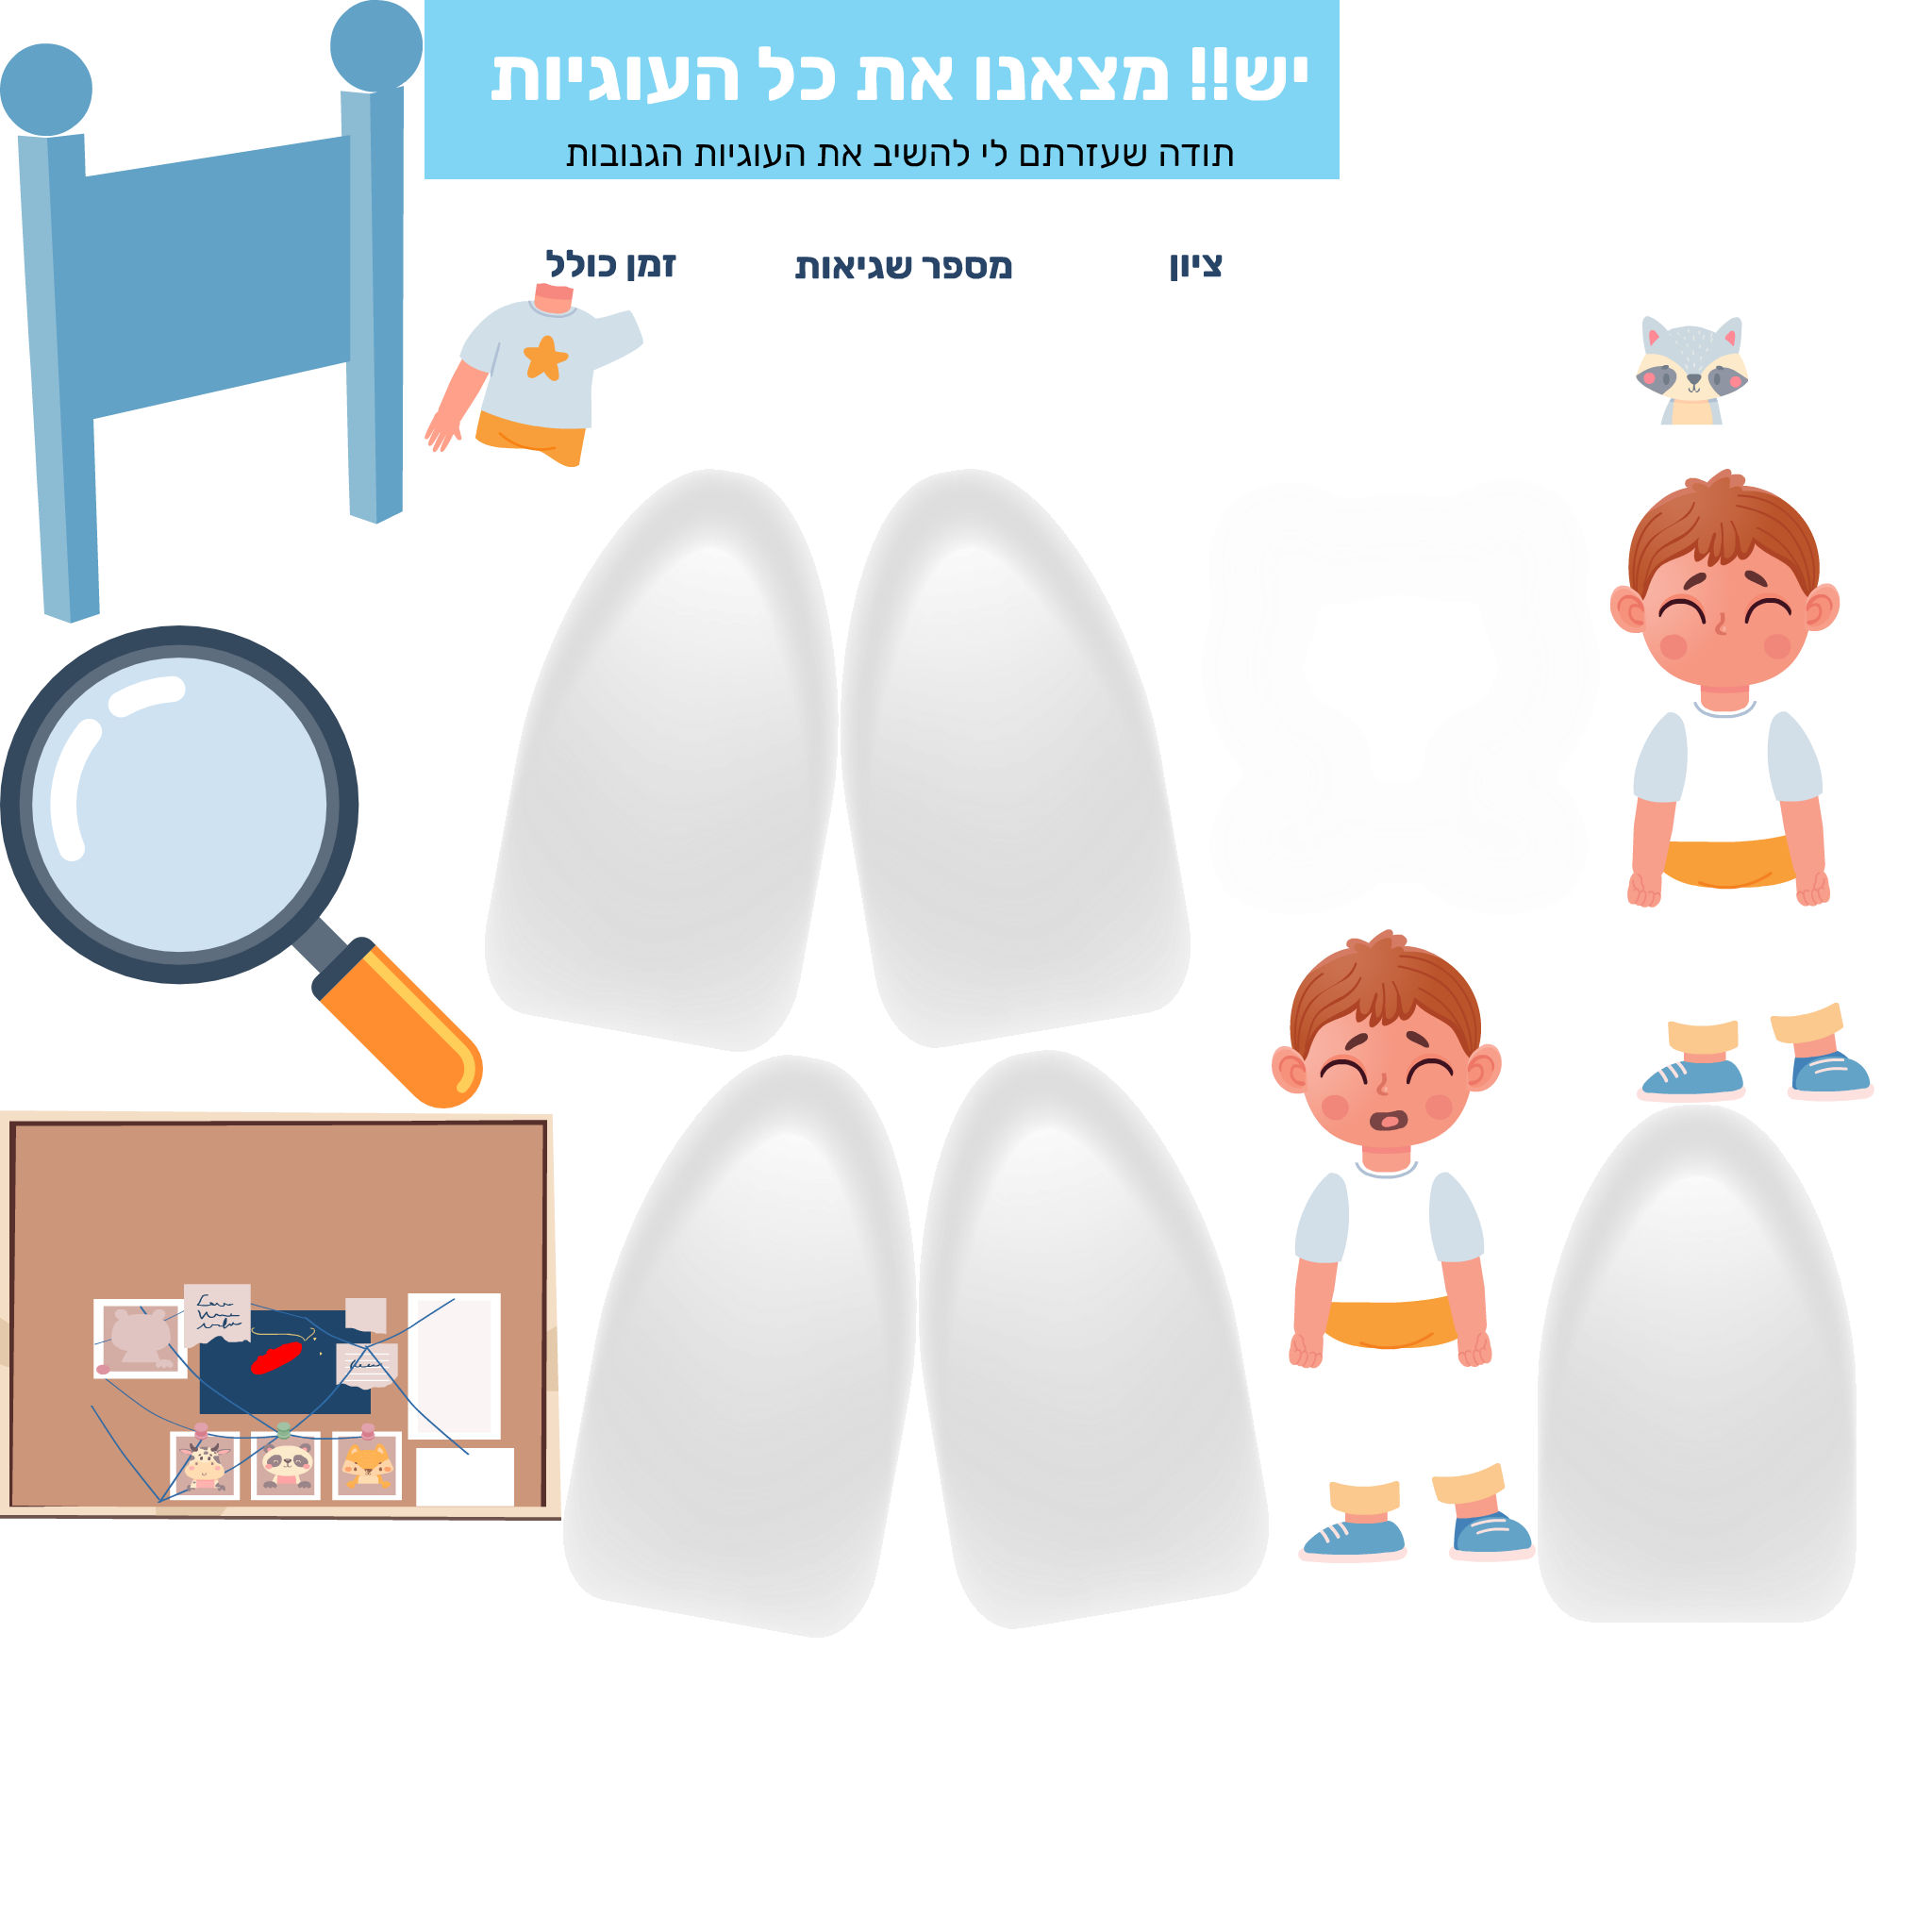 יש!! מצאנו את כל העוגיות
תודה שעזרתם לי להשיב את העוגיות הגנובות
ציון
מספר שגיאות
זמן כולל